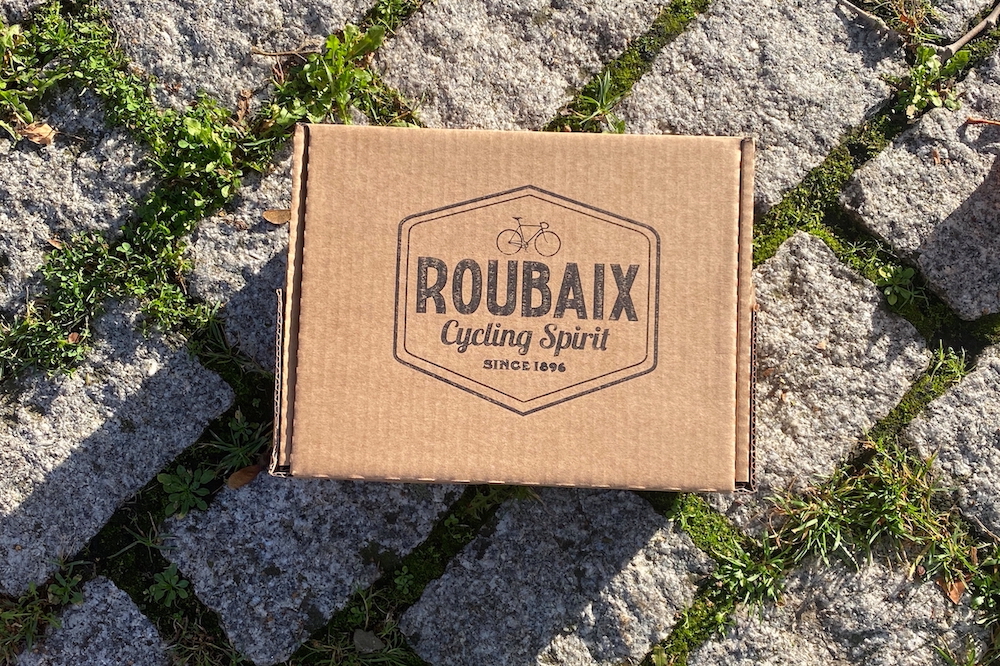 ROUBAIX
Cycling Spirit
SINCE 1896